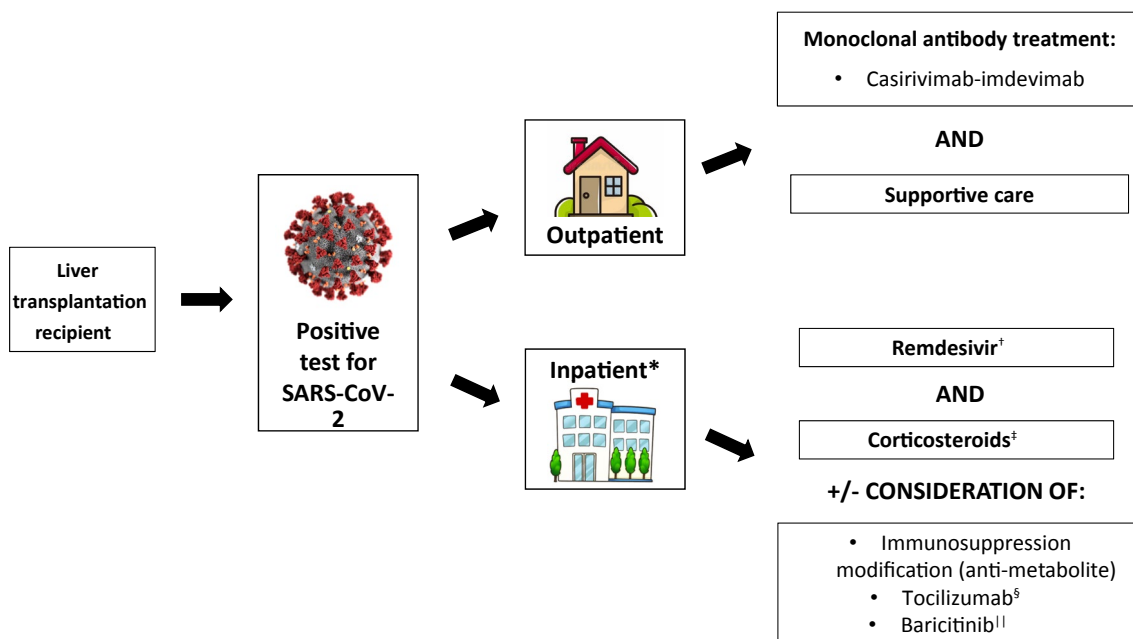 Liver
transplantation
recipient
Positive
test for
SARS-CoV-
2
Outpatient
Monoclonal antibody treatment:
• Casirivimab-imdevimab
AND
Supportive care
Inpatient*
Remdesivir†
AND
Corticosteroids‡
+/- CONSIDERATION OF:
• Immunosuppression
modification (anti-metabolite)
• Tocilizumab§
• Baricitinib||